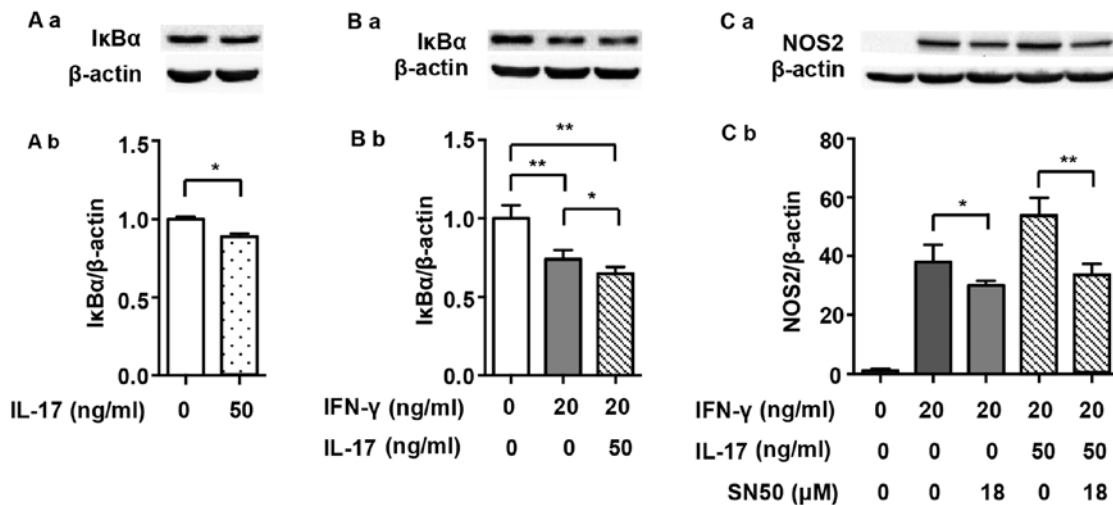 A a
IκBα
β-actin
A b
IκBα/β-actin
1.5
1.0
0.5
0.0
*
IL-17 (ng/ml) 0 50
B a
IκBα
β-actin
B b
IκBα/β-actin
1.5
1.0
0.5
0.0
**
**
*
IFN-γ (ng/ml) 0 20 20
IL-17 (ng/ml) 0 0 50
C a
NOS2
β-actin
C b
NOS2/β-actin
80
60
40
20
0
*
**
IFN-γ (ng/ml) 0 20 20 20 20
IL-17 (ng/ml) 0 0 0 50 50
SN50 (μM) 0 0 18 0 18